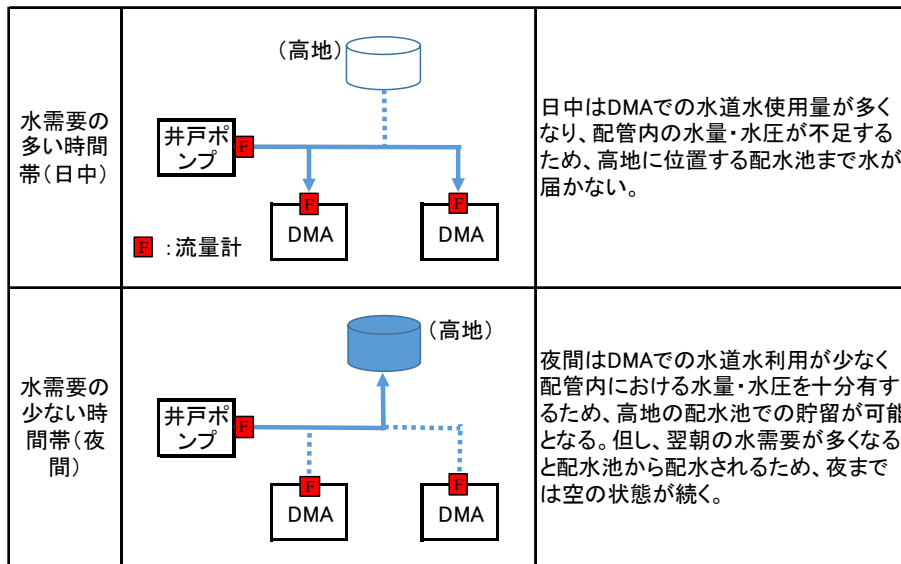 水需要の
多い時間
帯(日中)
(高地)
井戸ポ
ンプ
F
F
F
DMA
DMA
F :流量計
日中はDMAでの水道水使用量が多く
なり、配管内の水量・水圧が不足する
ため、高地に位置する配水池まで水が
届かない。
水需要の
少ない時
間帯(夜
間)
(高地)
井戸ポ
ンプ
F
F
F
DMA
DMA
夜間はDMAでの水道水利用が少なく
配管内における水量・水圧を十分有す
るため、高地の配水池での貯留が可能
となる。但し、翌朝の水需要が多くなる
と配水池から配水されるため、夜まで
は空の状態が続く。